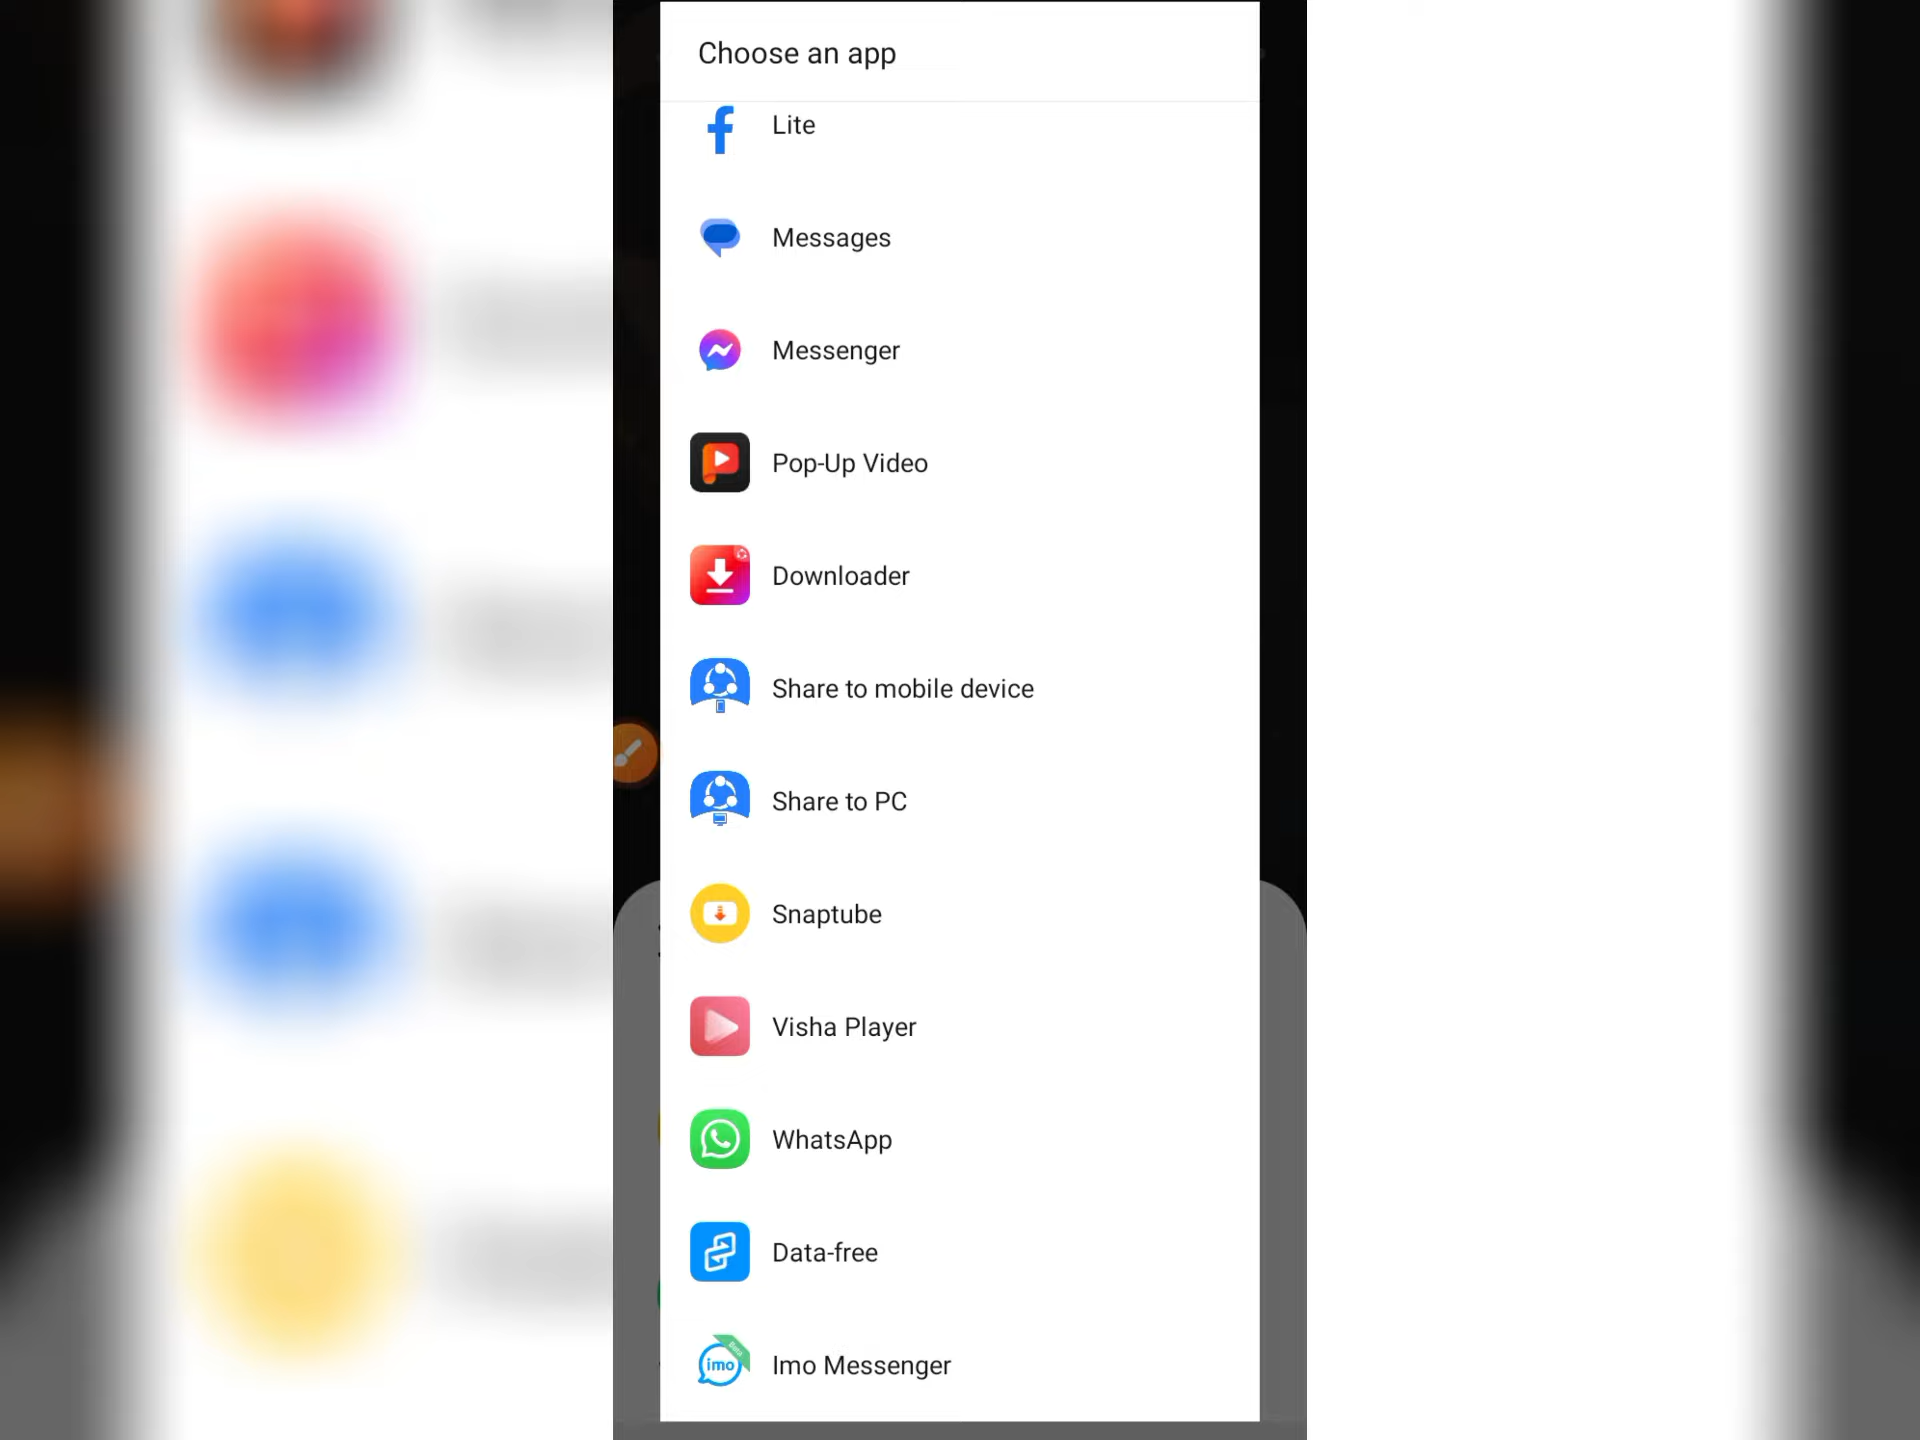 Choose an app
Lite
Messages
Messenger
Pop-Up Video
Downloader
Share to mobile device
Share to PC
Snaptube
Visha Player
WhatsApp
Data-free
imo
Imo Messenger